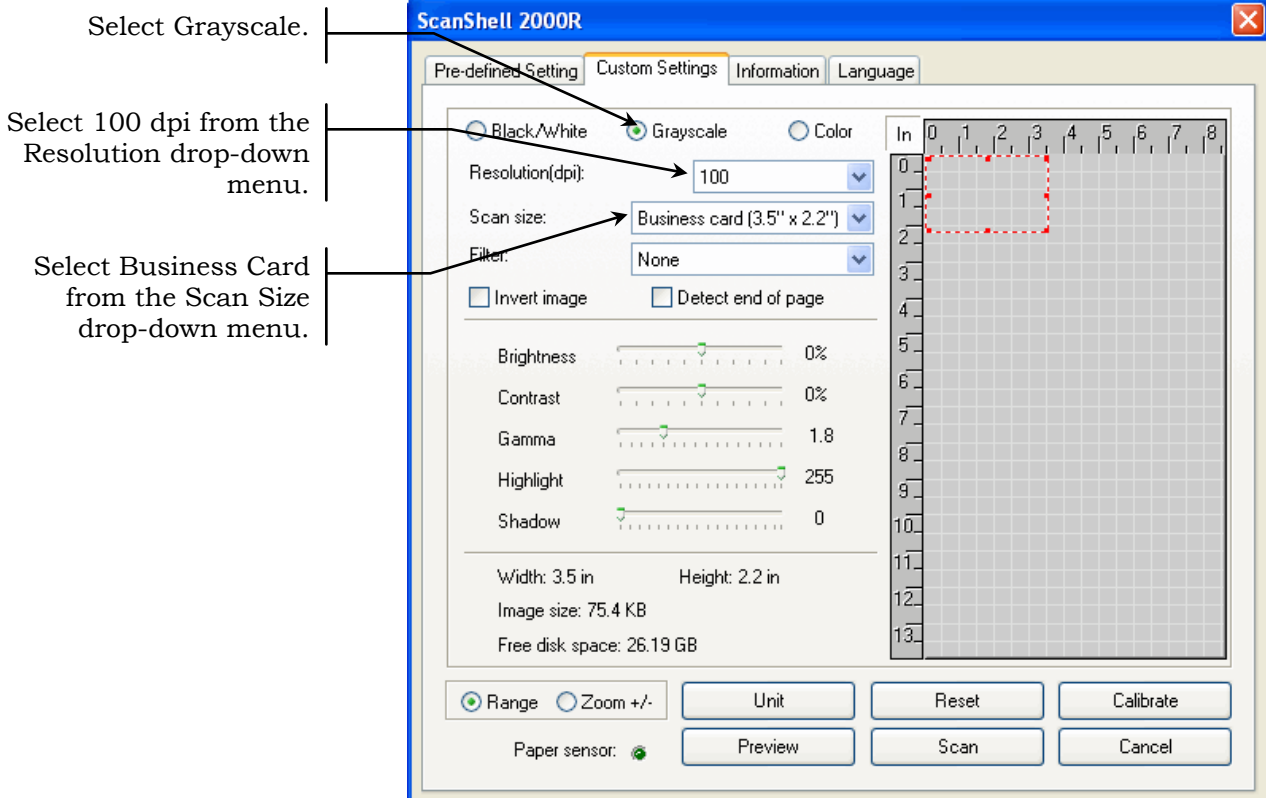 Select Grayscale.
Select 100 dpi from the
Resolution drop-down
menu.
Select Business Card
from the Scan Size
drop-down menu.
ScanShell 2000R
Pre-defined Setting Custom Settings Information Language
Black/White Grayscale Color
Resolution(dpi): 100
Scan size: Business card (3.5" x 2.2")
Filter: None
Invert image Detect end of page
Brightness 0%
Contrast 0%
Gamma 1.8
Highlight 255
Shadow 0
Width: 3.5 in Height: 2.2 in
Image size: 75.4 KB
Free disk space: 26.19 GB
In 0 1 2 3 4 5 6 7 8
0
1
2
3
4
5
6
7
8
9
10
11
12
13
Range Zoom +/- Unit Reset Calibrate
Paper sensor: Preview Scan Cancel